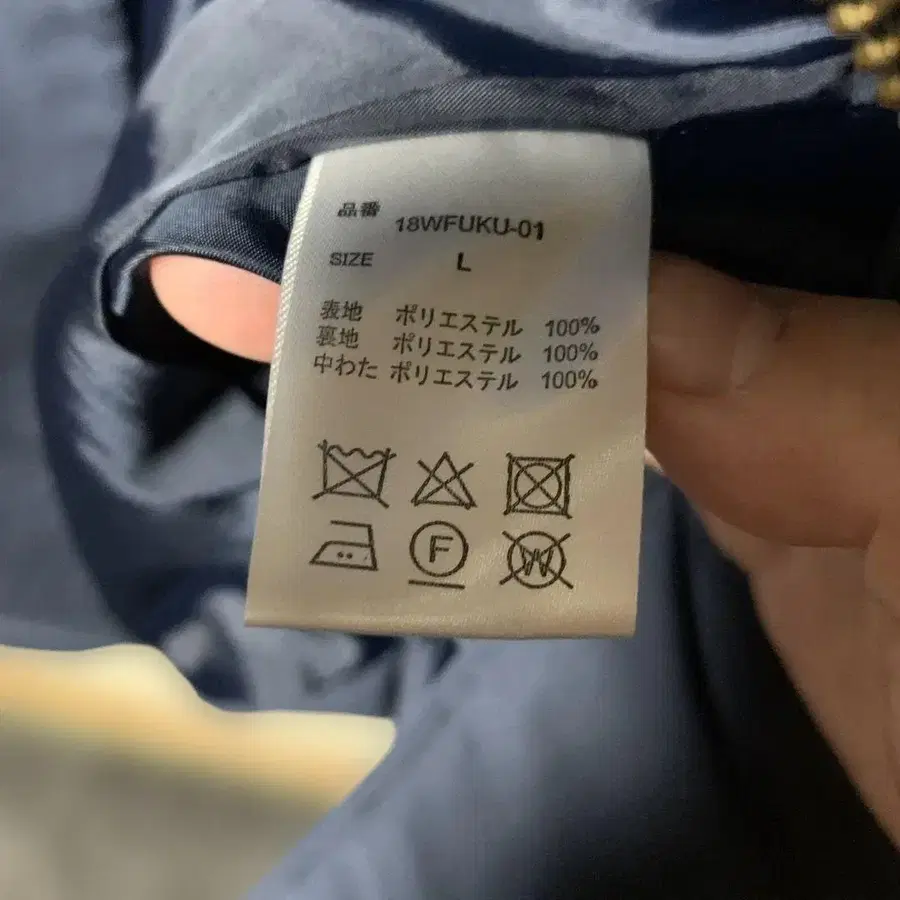 品番 18WFUKU-01
SIZE L
表地 ポリエステル 100%
裏地 ポリエステル 100%
中わた ポリエステル 100%
F
W